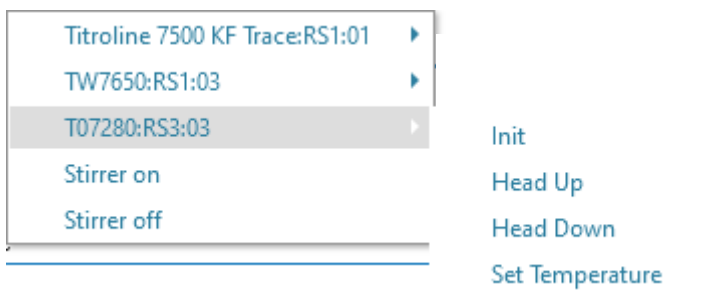 Titroline 7500 KF Trace:RS1:01
TW7650:RS1:03
T07280:RS3:03
Stirrer on
Stirrer off
Init
Head Up
Head Down
Set Temperature